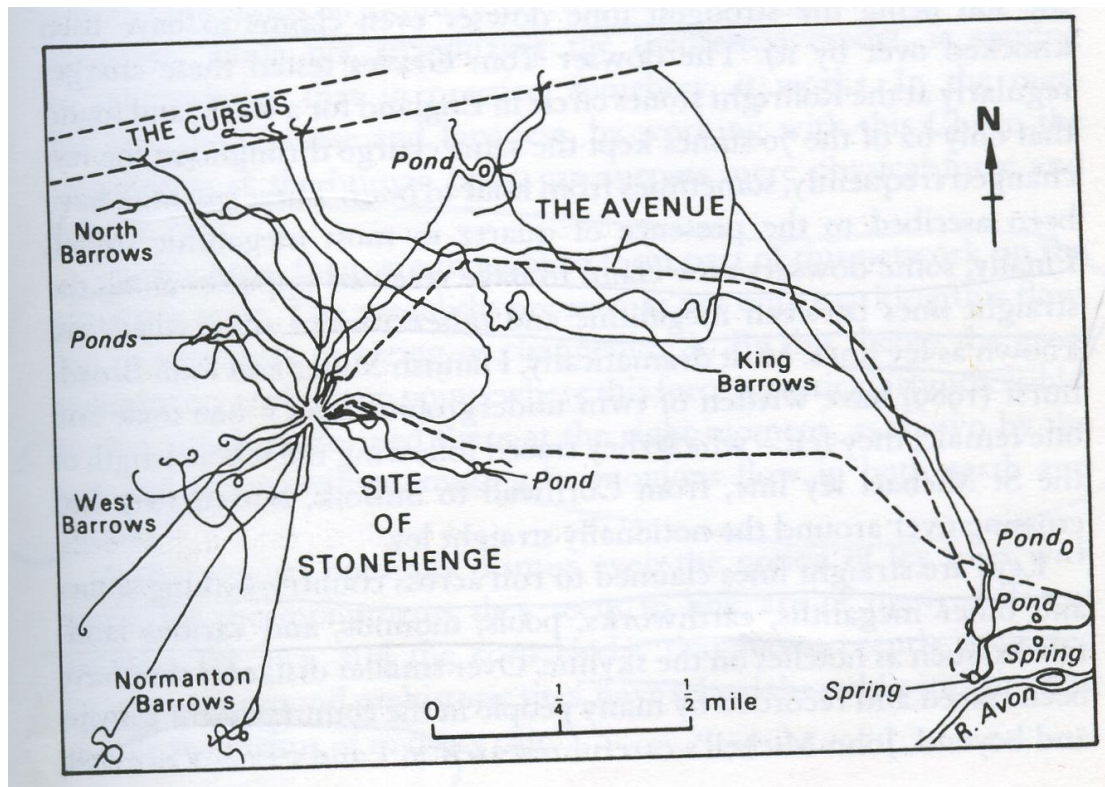 THE CURSUS
N
Pond
THE AVENUE
North
Barrows
Ponds
King
Barrows
West
Barrows
SITE
OF
STONEHENGE
Pond
Pond
Pond
Spring
Normanton
Barrows
Spring
0
1/4
1/2 mile
R. Avon